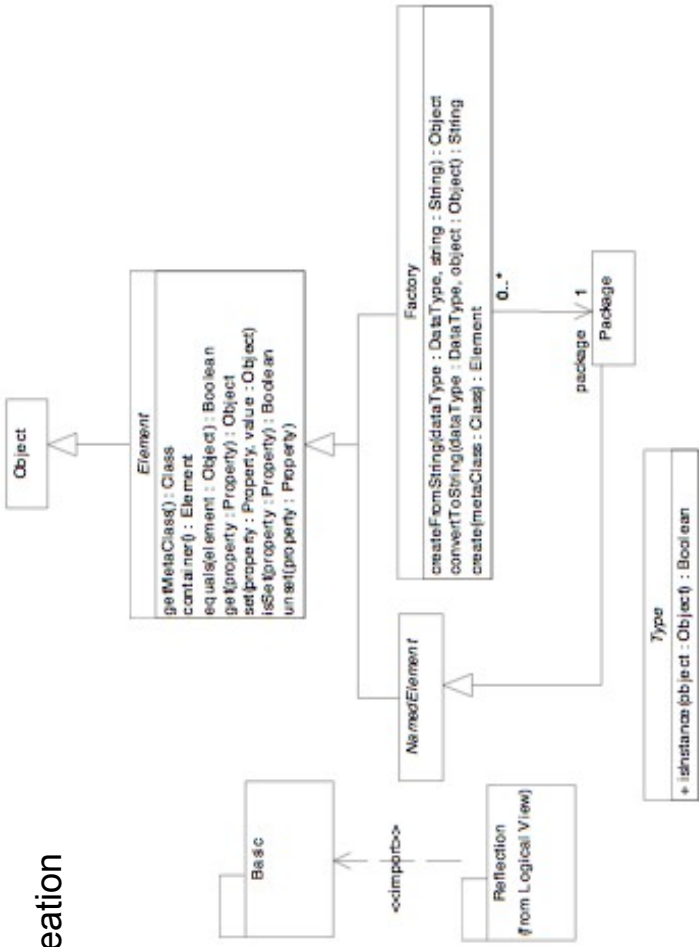 eation
Object
Element
getMetaClass() : Class
container() : Element
equals(element : Object) : Boolean
get(property : Property) : Object
set(property : Property, value : Object)
isSet(property : Property) : Boolean
unset(property : Property)
Factory
createFromString(dataType : DataType, string : String) : Object
convertToString(dataType : DataType, object : Object) : String
create(metaClass : Class) : Element
0..*
package
1
Package
NamedElement
Basic
<<import>>
Reflection
(from Logical View)
Type
+ isInstance(object : Object) : Boolean